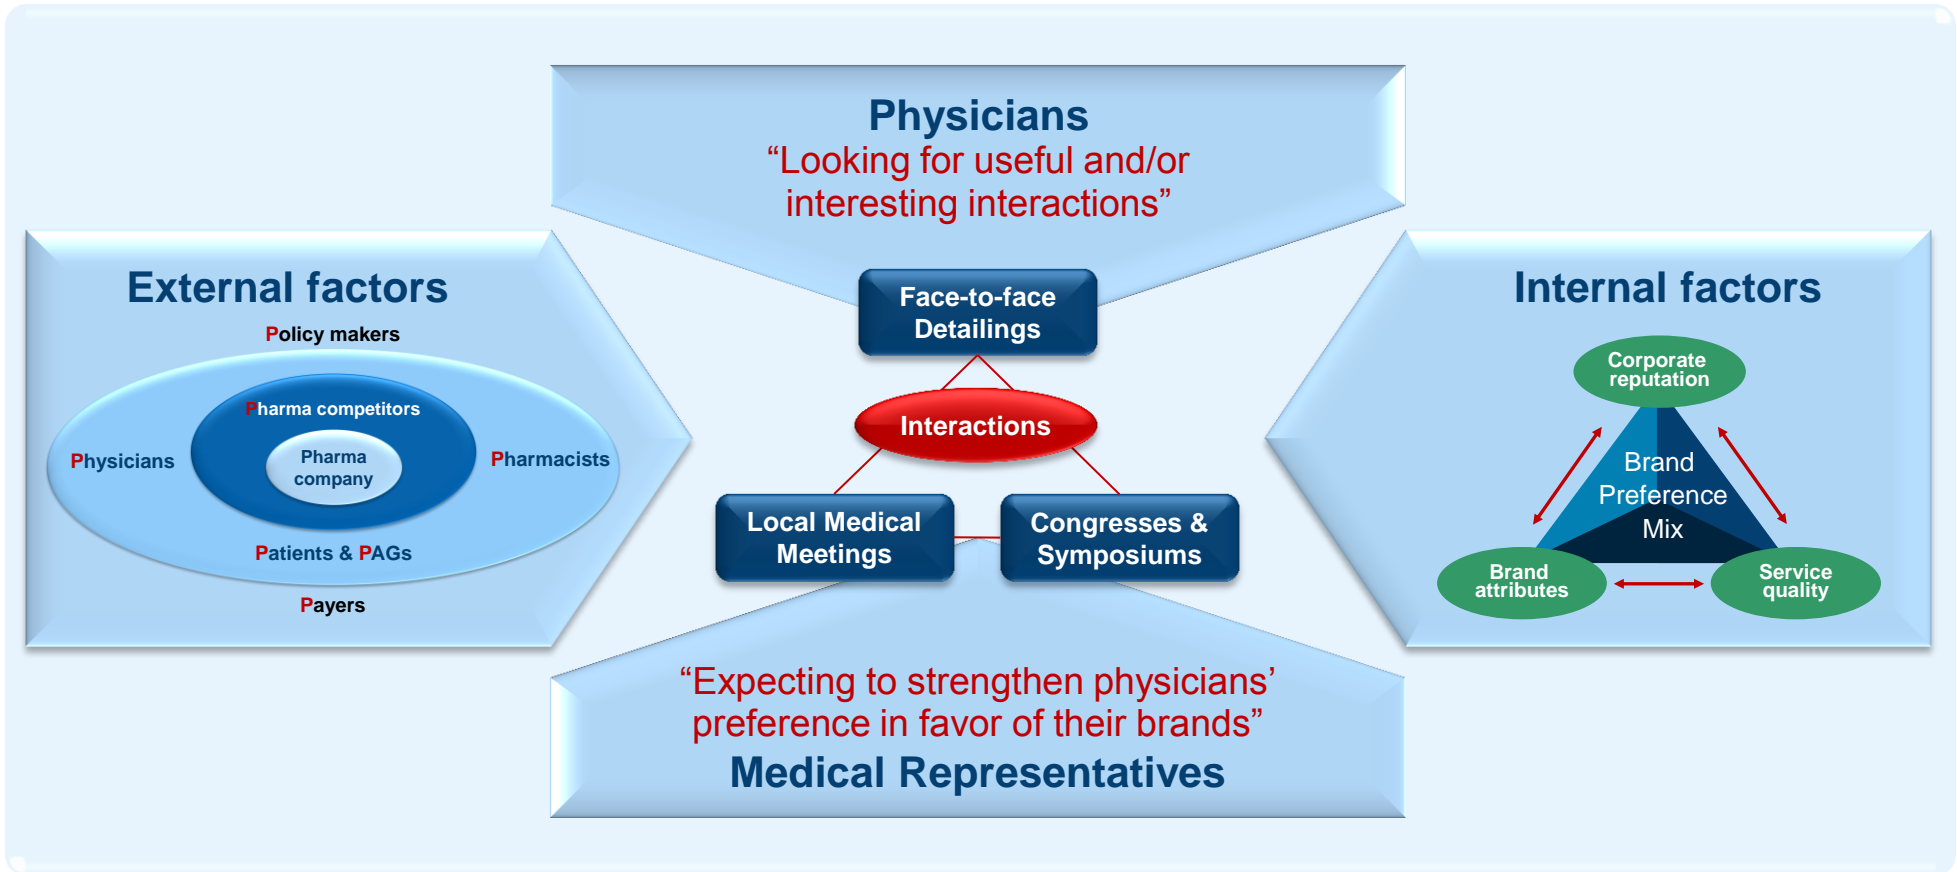 Physicians
“Looking for useful and/or
interesting interactions”
External factors
Policy makers
Pharma competitors
Physicians
Pharma
company
Pharmacists
Patients & PAGs
Payers
Face-to-face
Detailings
Interactions
Local Medical
Meetings
Congresses &
Symposiums
Internal factors
Corporate
reputation
Brand
Preference
Mix
Brand
attributes
Service
quality
“Expecting to strengthen physicians’
preference in favor of their brands”
Medical Representatives